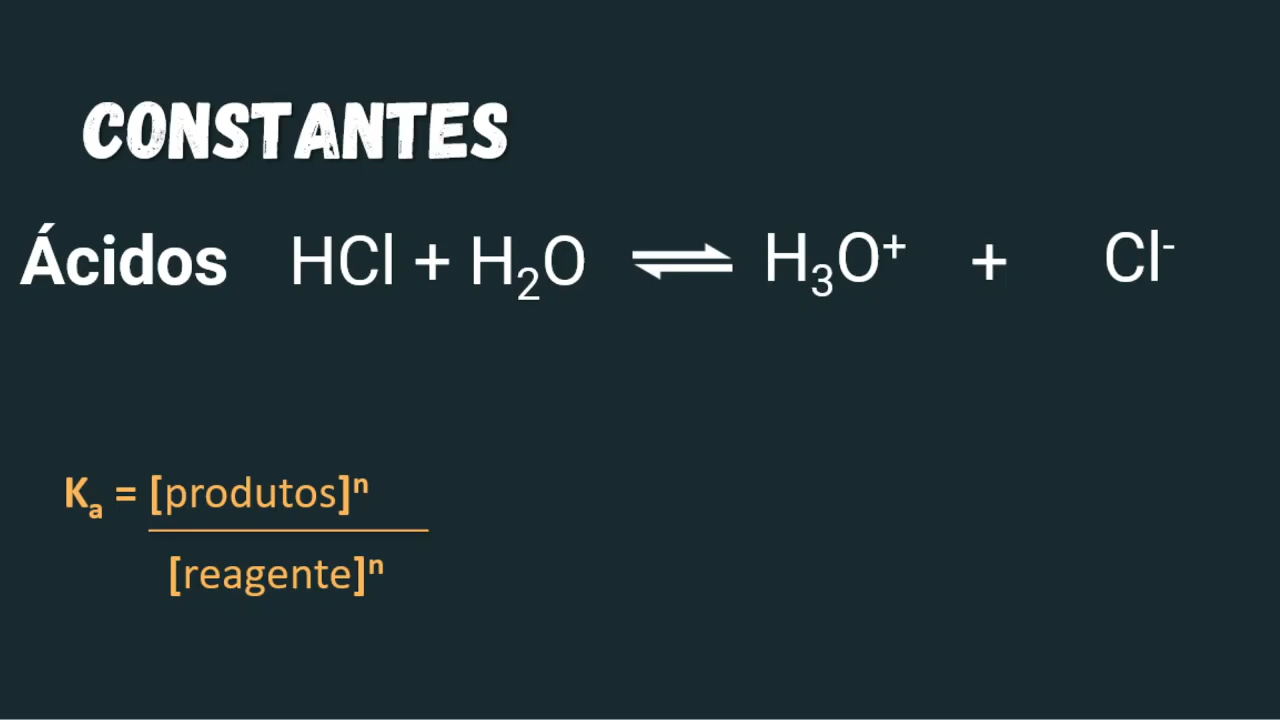 CONSTANTES
Ácidos HCl + H₂O ⇌ H₃O⁺ + Cl⁻
Kₐ = [produtos]ⁿ
[reagente]ⁿ